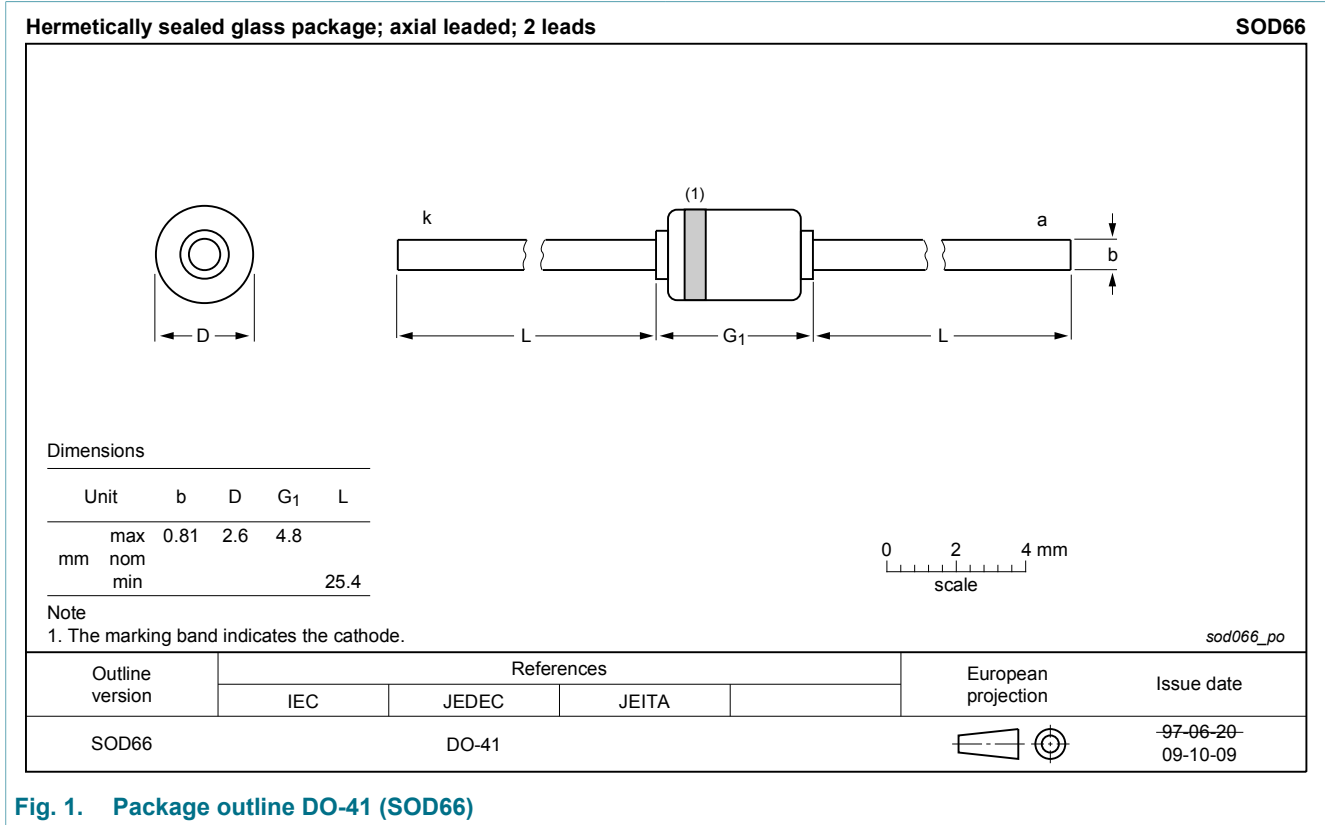 Hermetically sealed glass package; axial leaded; 2 leads SOD66
(1)
k a
b
D L G1 L
Dimensions
Unit b D G1 L
max 0.81 2.6 4.8
mm nom
min 25.4
0 2 4 mm
scale
Note
1. The marking band indicates the cathode.
sod066_po
Outline version References European projection Issue date
IEC JEDEC JEITA
SOD66 DO-41 97-06-20
09-10-09
Fig. 1. Package outline DO-41 (SOD66)